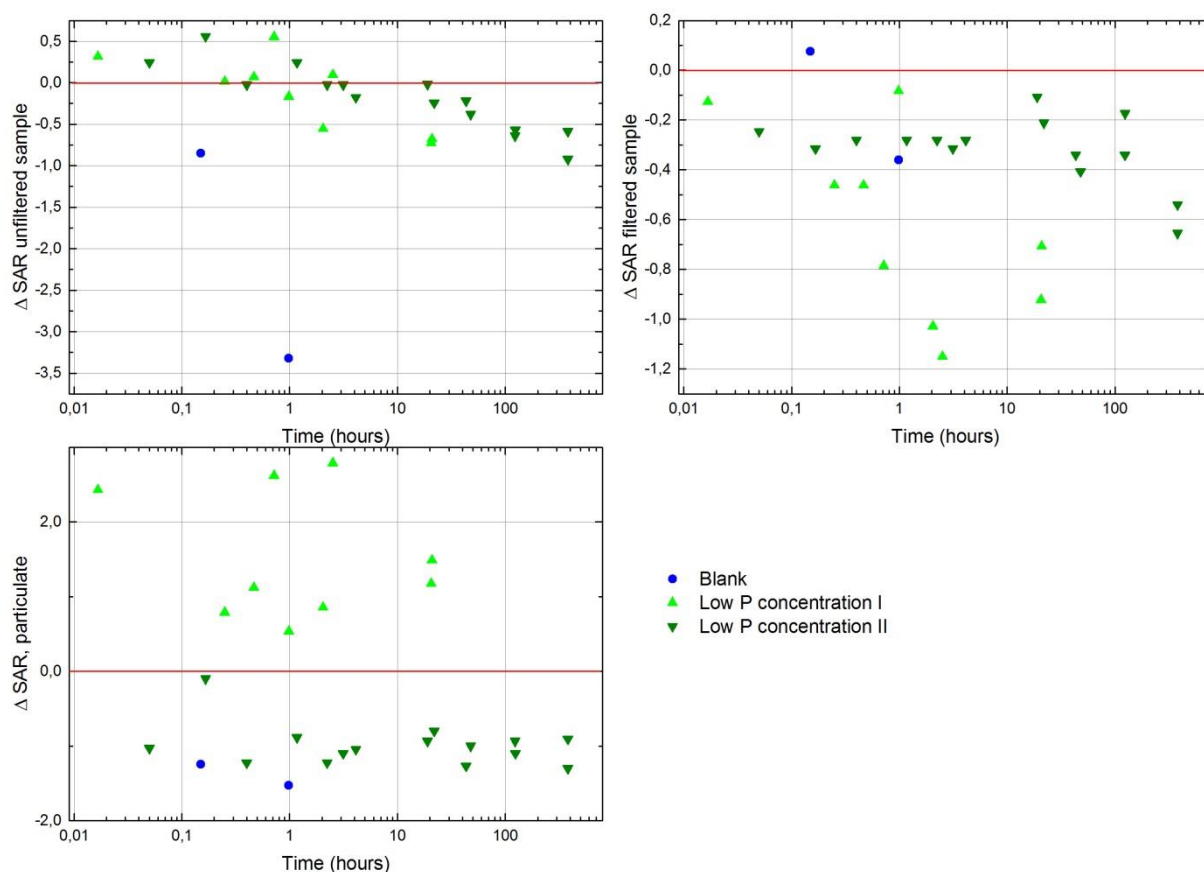 Δ SAR unfiltered sample
0,5
0,0
-0,5
-1,0
-1,5
-2,0
-2,5
-3,0
-3,5
0,01 0,1 1 10 100
Time (hours)
Δ SAR filtered sample
0,2
0,0
-0,2
-0,4
-0,6
-0,8
-1,0
-1,2
0,01 0,1 1 10 100
Time (hours)
Δ SAR, particulate
2,0
0,0
-2,0
0,01 0,1 1 10 100
Time (hours)
Blank
Low P concentration I
Low P concentration II